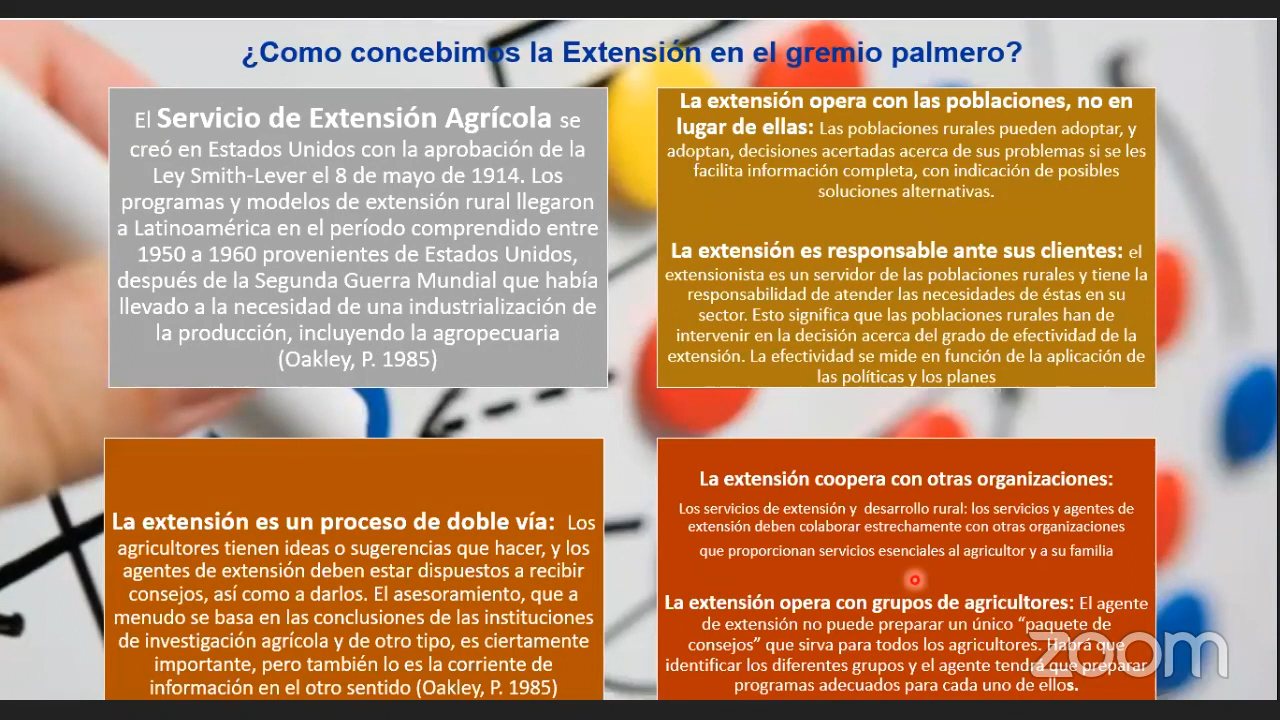 ¿Como concebimos la Extensión en el gremio palmero?
El Servicio de Extensión Agrícola se
creó en Estados Unidos con la aprobación de la
Ley Smith-Lever el 8 de mayo de 1914. Los
programas y modelos de extensión rural llegaron
a Latinoamérica en el período comprendido entre
1950 a 1960 provenientes de Estados Unidos,
después de la Segunda Guerra Mundial que había
llevado a la necesidad de una industrialización de
la producción, incluyendo la agropecuaria
(Oakley, P. 1985)
La extensión opera con las poblaciones, no en
lugar de ellas: Las poblaciones rurales pueden adoptar, y
adoptan, decisiones acertadas acerca de sus problemas si se les
facilita información completa, con indicación de posibles
soluciones alternativas.
La extensión es responsable ante sus clientes: el
extensionista es un servidor de las poblaciones rurales y tiene la
responsabilidad de atender las necesidades de éstas en su
sector. Esto significa que las poblaciones rurales han de
intervenir en la decisión acerca del grado de efectividad de la
extensión. La efectividad se mide en función de la aplicación de
las políticas y los planes
La extensión es un proceso de doble vía: Los
agricultores tienen ideas o sugerencias que hacer, y los
agentes de extensión deben estar dispuestos a recibir
consejos, así como a darlos. El asesoramiento, que a
menudo se basa en las conclusiones de las instituciones
de investigación agrícola y de otro tipo, es ciertamente
importante, pero también lo es la corriente de
información en el otro sentido (Oakley, P. 1985)
La extensión coopera con otras organizaciones:
Los servicios de extensión y desarrollo rural: los servicios y agentes de
extensión deben colaborar estrechamente con otras organizaciones
que proporcionan servicios esenciales al agricultor y a su familia
La extensión opera con grupos de agricultores: El agente
de extensión no puede preparar un único “paquete de
consejos” que sirva para todos los agricultores. Habrá que
identificar los diferentes grupos y el agente tendrá que preparar
programas adecuados para cada uno de ellos.
zoom